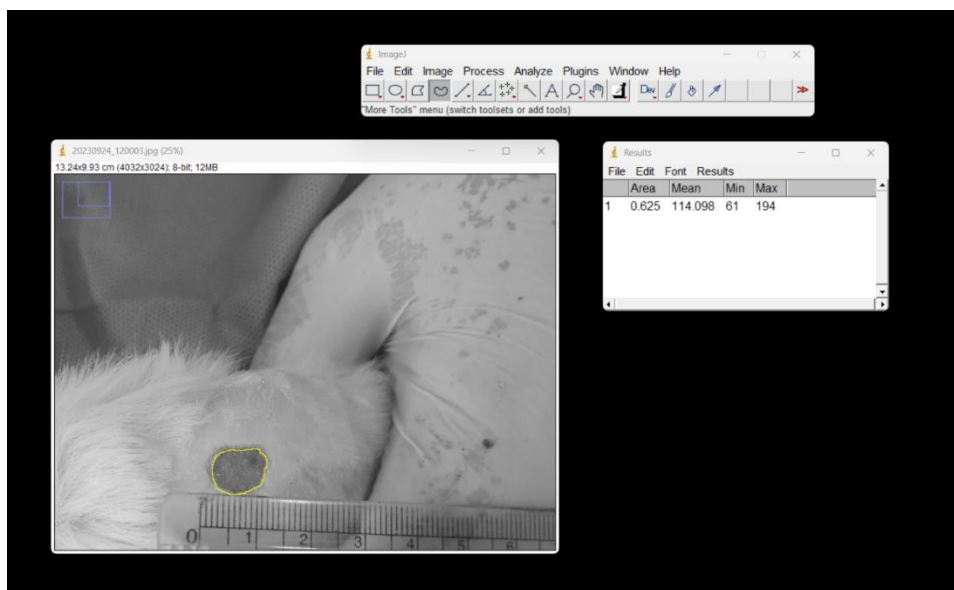 ImageJ
File Edit Image Process Analyze Plugins Window Help
A Dev
"More Tools" menu (switch toolsets or add tools)
20230924_120003.jpg (25%)
13.24x9.93 cm (4032x3024); 8-bit; 12MB
0 1 2 3 4 5 6
Results
File Edit Font Results
Area Mean Min Max
1 0.625 114.098 61 194